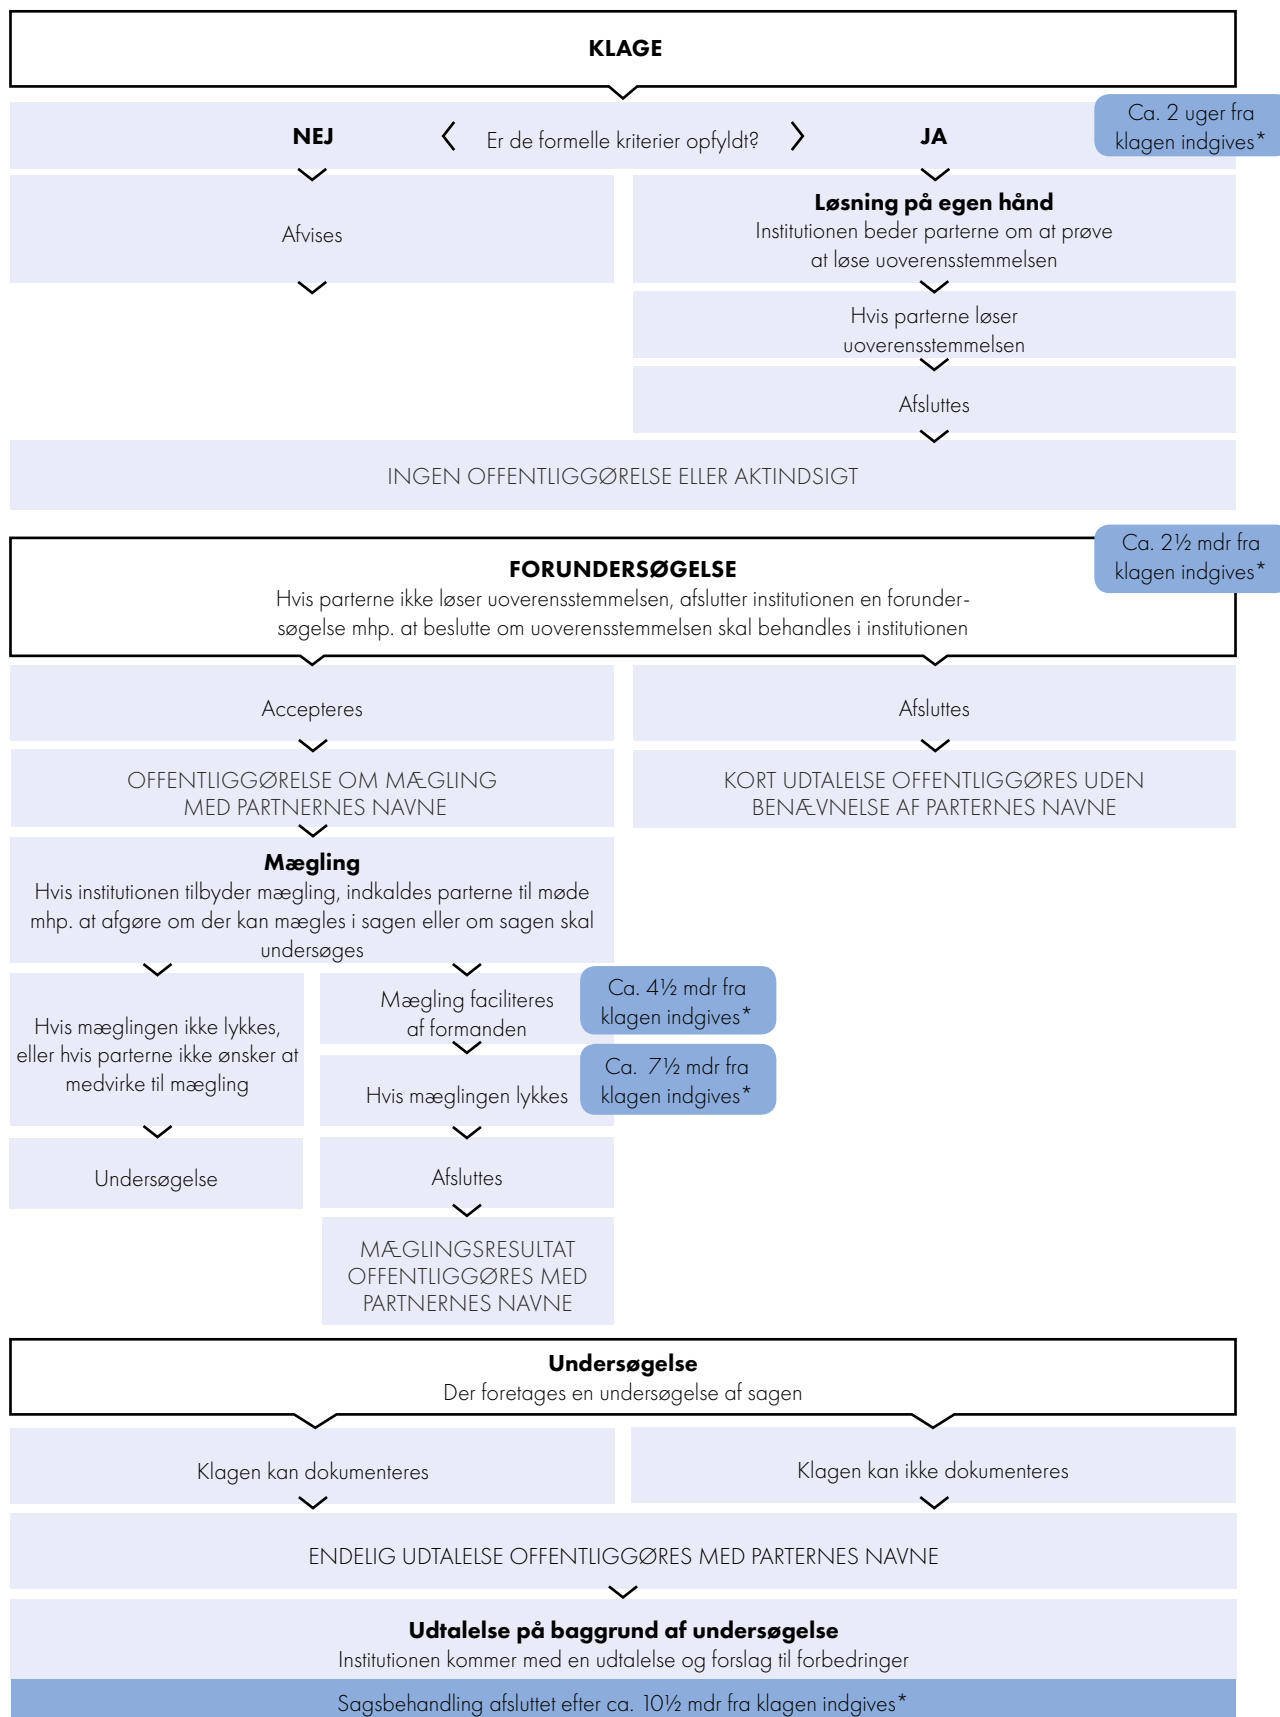 KLAGE
NEJ
Er de formelle kriterier opfyldt?
JA
Ca. 2 uger fra
klagen indgives*
Afvises
Løsning på egen hånd
Institutionen beder parterne om at prøve
at løse uoverensstemmelsen
Hvis parterne løser
uoverensstemmelsen
Afsluttes
INGEN OFFENTLIGGØRELSE ELLER AKTINDSIGT
Ca. 2½ mdr fra
klagen indgives*
FORUNDERSØGELSE
Hvis parterne ikke løser uoverensstemmelsen, afslutter institutionen en forunder-
søgelse mhp. at beslutte om uoverensstemmelsen skal behandles i institutionen
Accepteres
Afsluttes
OFFENTLIGGØRELSE OM MÆGLING
MED PARTNERNES NAVNE
KORT UDTALELSE OFFENTLIGGØRES UDEN
BENÆVNELSE AF PARTERNES NAVNE
Mægling
Hvis institutionen tilbyder mægling, indkaldes parterne til møde
mhp. at afgøre om der kan mægles i sagen eller om sagen skal
undersøges
Hvis mæglingen ikke lykkes,
eller hvis parterne ikke ønsker at
medvirke til mægling
Undersøgelse
Mægling faciliteres
af formanden
Ca. 4½ mdr fra
klagen indgives*
Hvis mæglingen lykkes
Ca. 7½ mdr fra
klagen indgives*
Afsluttes
MÆGLINGSRESULTAT
OFFENTLIGGØRES MED
PARTNERNES NAVNE
Undersøgelse
Der foretages en undersøgelse af sagen
Klagen kan dokumenteres
Klagen kan ikke dokumenteres
ENDELIG UDTALELSE OFFENTLIGGØRES MED PARTERNES NAVNE
Udtalelse på baggrund af undersøgelse
Institutionen kommer med en udtalelse og forslag til forbedringer
Sagsbehandling afsluttet efter ca. 10½ mdr fra klagen indgives*